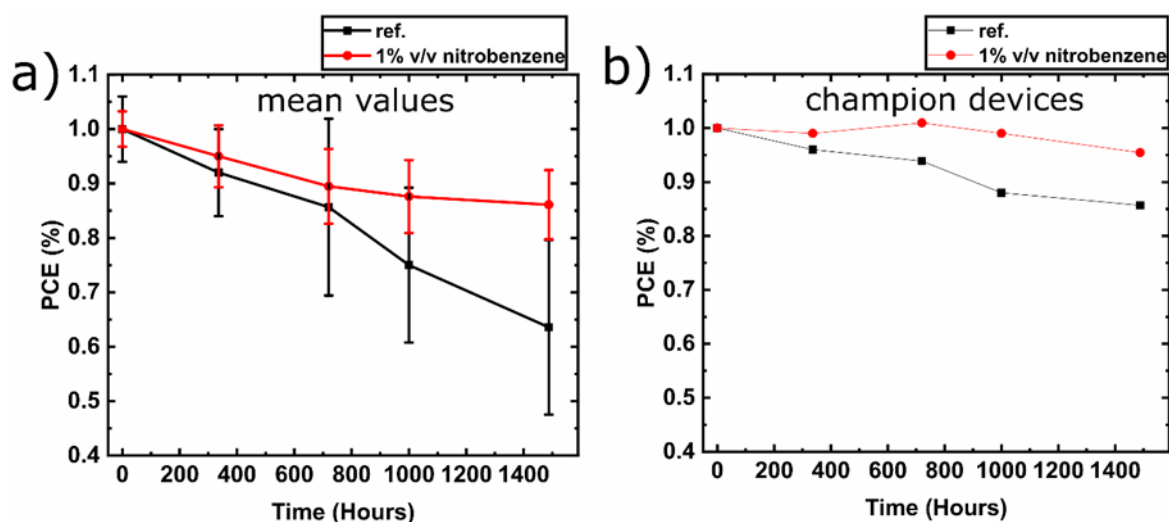 ref.
1% v/v nitrobenzene
a)
mean values
1.1
1.0
0.9
0.8
0.7
0.6
0.5
0.4
PCE (%)
0 200 400 600 800 1000 1200 1400
Time (Hours)
ref.
1% v/v nitrobenzene
b)
champion devices
1.1
1.0
0.9
0.8
0.7
0.6
0.5
0.4
PCE (%)
0 200 400 600 800 1000 1200 1400
Time (Hours)